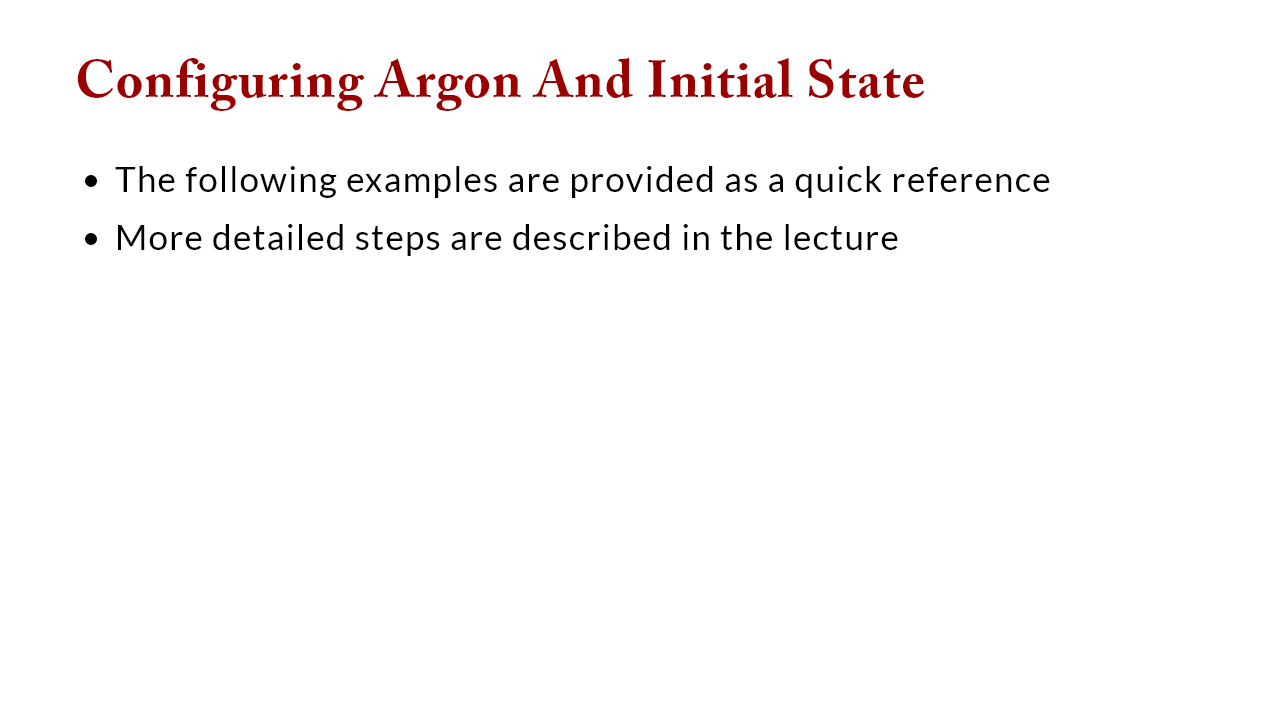 Configuring Argon And Initial State
• The following examples are provided as a quick reference
• More detailed steps are described in the lecture